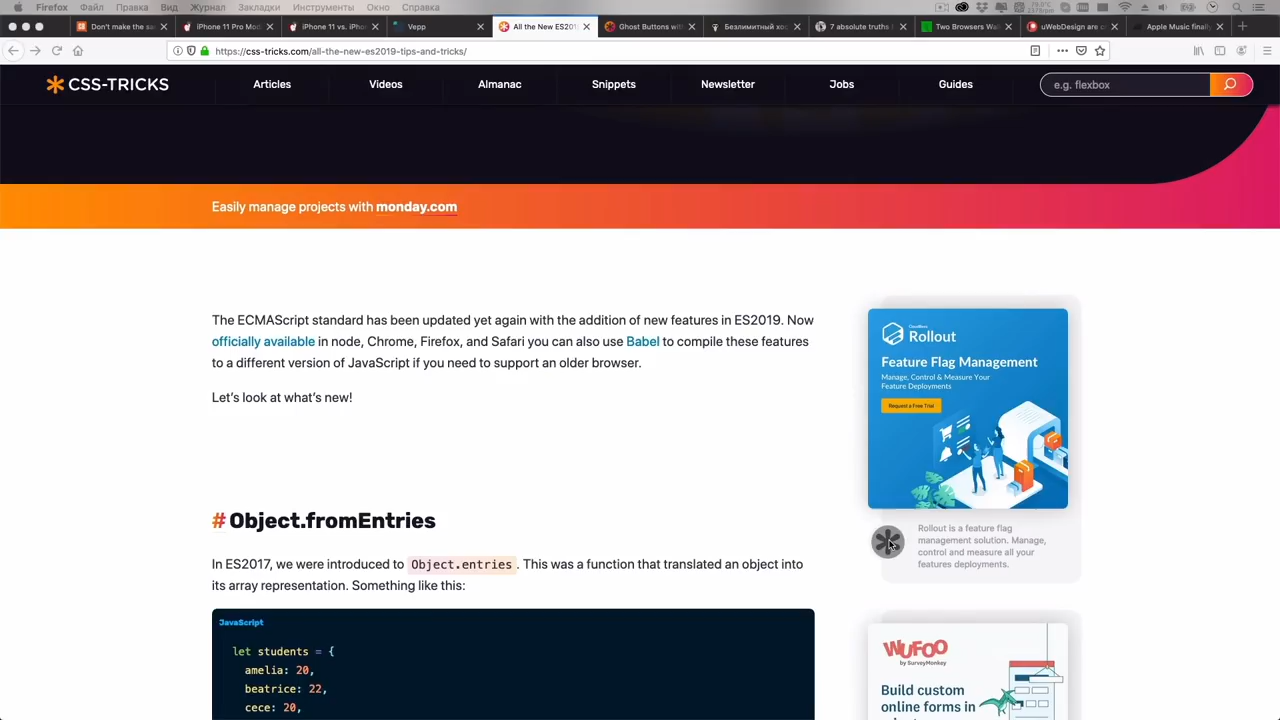 Firefox Файл Правка Вид Журнал Закладки Инструменты Окно Справка
Don't make the sa
iPhone 11 Pro Mod
iPhone 11 vs. iPho
Vepp
All the New ES201
Ghost Buttons with
Безлимитный хос
7 absolute truths
Two Browsers Wal
uWebDesign are c
Apple Music finally
https://css-tricks.com/all-the-new-es2019-tips-and-tricks/
CSS-TRICKS
Articles
Videos
Almanac
Snippets
Newsletter
Jobs
Guides
e.g. flexbox
Easily manage projects with monday.com
The ECMAScript standard has been updated yet again with the addition of new features in ES2019. Now
officially available in node, Chrome, Firefox, and Safari you can also use Babel to compile these features
to a different version of JavaScript if you need to support an older browser.
Let’s look at what’s new!
# Object.fromEntries
In ES2017, we were introduced to Object.entries. This was a function that translated an object into
its array representation. Something like this:
JavaScript
let students = {
amelia: 20,
beatrice: 22,
cece: 20,
Rollout
Feature Flag Management
Manage, Control & Measure Your
Feature Deployments
Request a Free Trial
Rollout is a feature flag
management solution. Manage,
control and measure all your
features deployments.
WUFOO
by SurveyMonkey
Build custom
online forms in